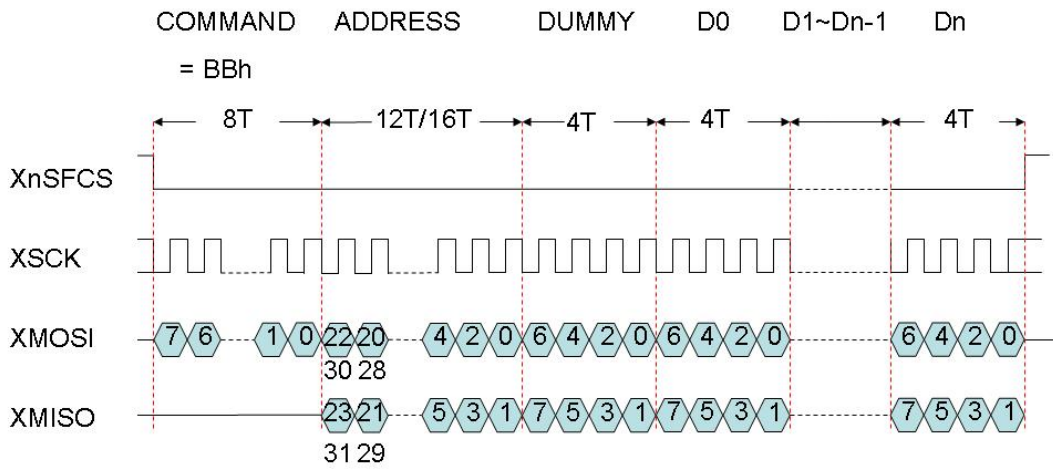 COMMAND ADDRESS DUMMY D0 D1~Dn-1 Dn
= BBh
8T 12T/16T 4T 4T 4T
XnSFCS
XSCK
XMOSI 7 6 1 0 22 20 4 2 0 6 4 2 0 6 4 2 0 6 4 2 0
30 28
XMISO 23 21 5 3 1 7 5 3 1 7 5 3 1 7 5 3 1
31 29